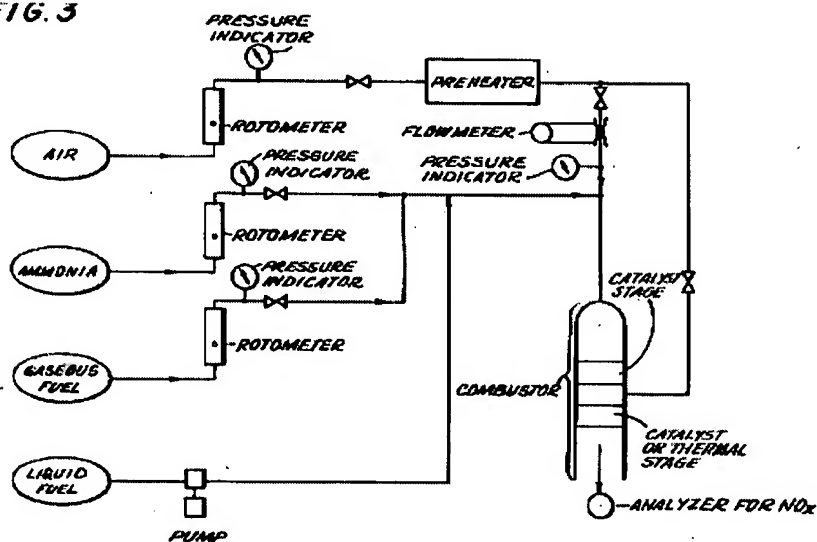 FIG. 3
PRESSURE
INDICATOR
PREHEATER
ROTOMETER
FLOWMETER
AIR
PRESSURE
INDICATOR
PRESSURE
INDICATOR
ROTOMETER
AMMONIA
PRESSURE
INDICATOR
CATALYST
STAGE
ROTOMETER
GASEOUS
FUEL
COMBUSTOR
CATALYST
OR THERMAL
STAGE
LIQUID
FUEL
ANALYZER FOR NOx
PUMP